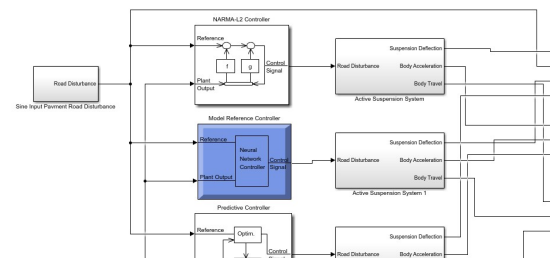 NARMA-L2 Controller
Reference
f
g
Control
Signal
Plant
Output
Suspension Deflection
Road Disturbance
Body Acceleration
Body Travel
Active Suspension System
Road Disturbance
Sine Input Pavment Road Disturbance
Model Reference Controller
Reference
Neural
Network
Controller
Control
Signal
Plant Output
Suspension Deflection
Road Disturbance
Body Acceleration
Body Travel
Active Suspension System 1
Predictive Controller
Reference
Optim.
Control
Suspension Deflection
Road Disturbance
Body Acceleration